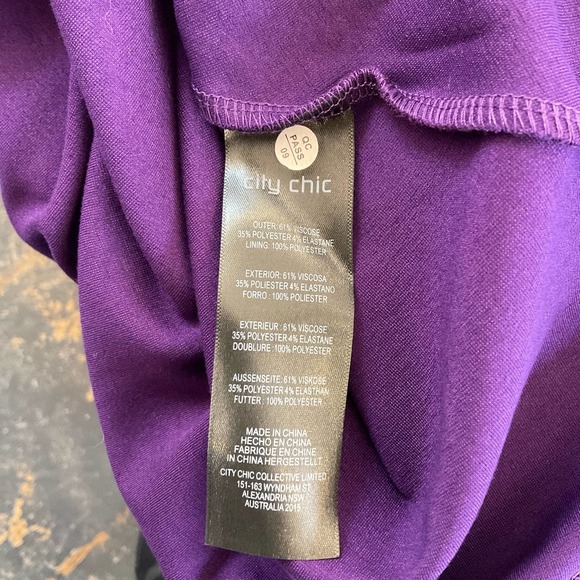 QC
PASS
09
city chic
OUTER: 61% VISCOSE
35% POLYESTER 4% ELASTANE
LINING: 100% POLYESTER
EXTERIOR: 61% VISCOSA
35% POLIESTER 4% ELASTANO
FORRO : 100% POLIESTER
EXTERIEUR: 61% VISCOSE
35% POLYESTER 4% ELASTANE
DOUBLURE :100% POLYESTER
AUSSENSEITE: 61% VISKOSE
35% POLYESTER 4% ELASTHAN
FUTTER : 100% POLYESTER
MADE IN CHINA
HECHO EN CHINA
FABRIQUE EN CHINE
IN CHINA HERGESTELLT
CITY CHIC COLLECTIVE LIMITED
151-163 WYNDHAM ST,
ALEXANDRIA NSW
AUSTRALIA 2015